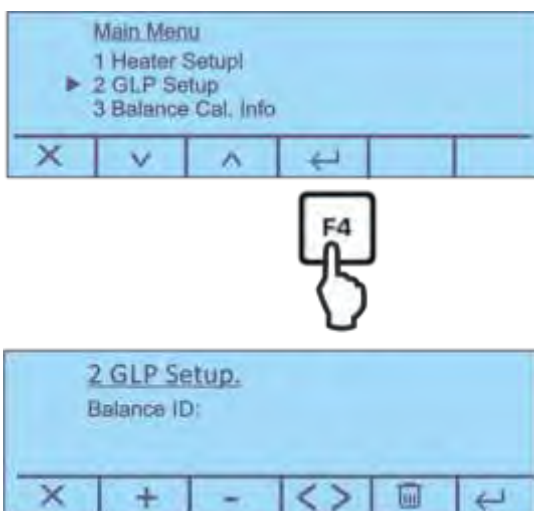 Main Menu
1 Heater Setupl
2 GLP Setup
3 Balance Cal. Info
F4
2 GLP Setup.
Balance ID: